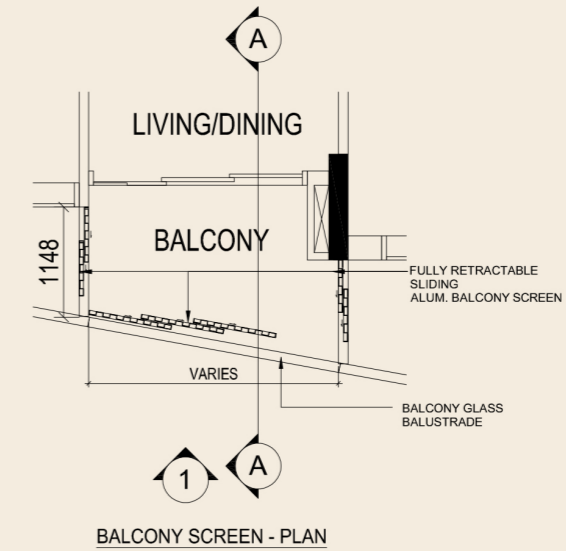 A
LIVING/DINING
BALCONY
1148
FULLY RETRACTABLE
SLIDING
ALUM. BALCONY SCREEN
VARIES
BALCONY GLASS
BALUSTRADE
1
A
BALCONY SCREEN - PLAN